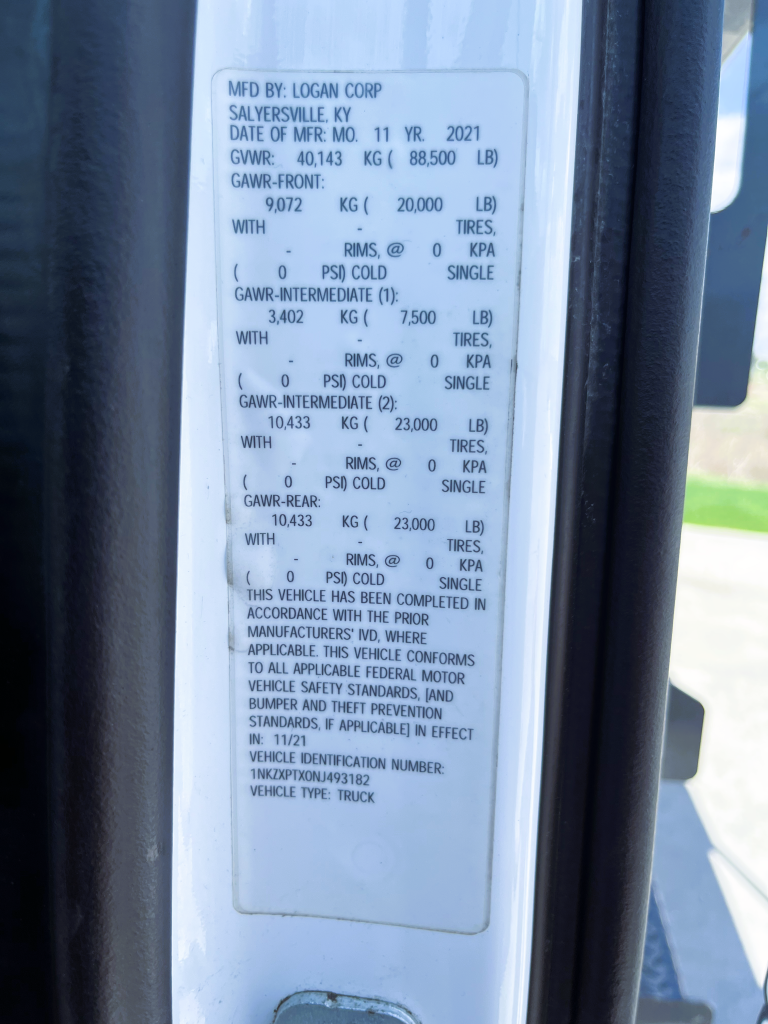 MFD BY: LOGAN CORP
SALYERSVILLE, KY
DATE OF MFR: MO. 11 YR. 2021
GVWR: 40,143 KG ( 88,500 LB)
GAWR-FRONT:
9,072 KG ( 20,000 LB)
WITH - TIRES,
- RIMS, @ 0 KPA
( 0 PSI) COLD SINGLE
GAWR-INTERMEDIATE (1):
3,402 KG ( 7,500 LB)
WITH - TIRES,
- RIMS, @ 0 KPA
( 0 PSI) COLD SINGLE
GAWR-INTERMEDIATE (2):
10,433 KG ( 23,000 LB)
WITH - TIRES,
- RIMS, @ 0 KPA
( 0 PSI) COLD SINGLE
GAWR-REAR:
10,433 KG ( 23,000 LB)
WITH - TIRES,
- RIMS, @ 0 KPA
( 0 PSI) COLD SINGLE
THIS VEHICLE HAS BEEN COMPLETED IN
ACCORDANCE WITH THE PRIOR
MANUFACTURERS' IVD, WHERE
APPLICABLE. THIS VEHICLE CONFORMS
TO ALL APPLICABLE FEDERAL MOTOR
VEHICLE SAFETY STANDARDS, [AND
BUMPER AND THEFT PREVENTION
STANDARDS, IF APPLICABLE] IN EFFECT
IN: 11/21
VEHICLE IDENTIFICATION NUMBER:
1NKZXPTX0NJ493182
VEHICLE TYPE: TRUCK